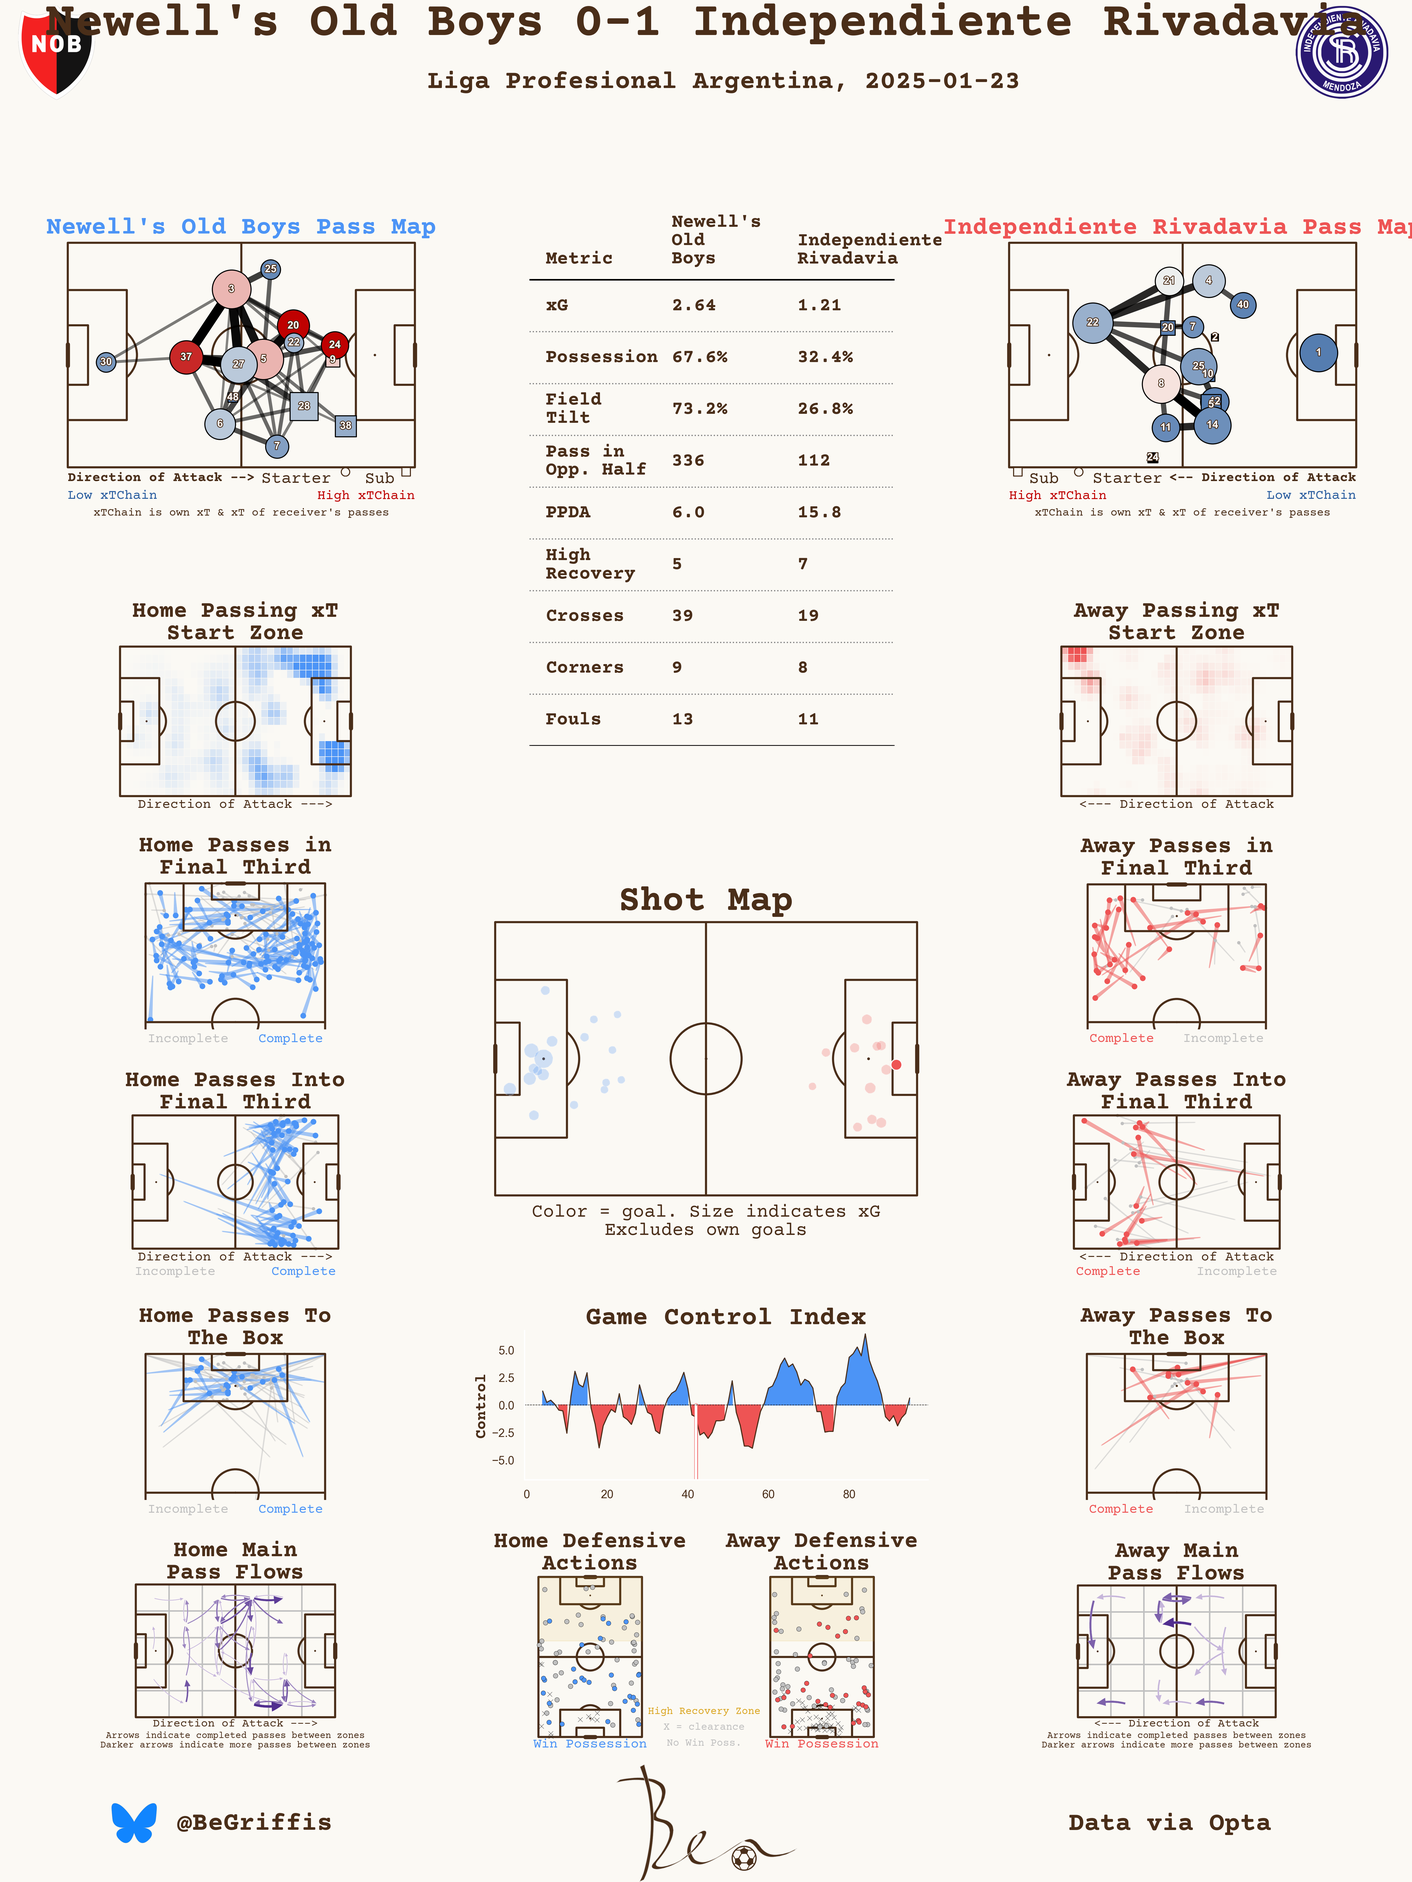 Newell's Old Boys 0-1 Independiente Rivadavia
NOB
INDEPENDIENTE RIVADAVIA
MENDOZA
Liga Profesional Argentina, 2025-01-23
Newell's Old Boys Pass Map
25
3
20
22
24
9
30
37
27
5
48
28
6
38
7
Direction of Attack --> Starter Sub
Low xTChain High xTChain
xTChain is own xT & xT of receiver's passes
Metric Newell's Old Boys Independiente Rivadavia
xG 2.64 1.21
Possession 67.6% 32.4%
Field Tilt 73.2% 26.8%
Pass in Opp. Half 336 112
PPDA 6.0 15.8
High Recovery 5 7
Crosses 39 19
Corners 9 8
Fouls 13 11
Independiente Rivadavia Pass Map
21
4
40
22
20
7
2
1
25
10
8
42
5
11
14
24
Sub Starter <-- Direction of Attack
High xTChain Low xTChain
xTChain is own xT & xT of receiver's passes
Home Passing xT
Start Zone
Direction of Attack --->
Away Passing xT
Start Zone
<--- Direction of Attack
Home Passes in
Final Third
Incomplete Complete
Away Passes in
Final Third
Complete Incomplete
Shot Map
Color = goal. Size indicates xG
Excludes own goals
Home Passes Into
Final Third
Direction of Attack --->
Incomplete Complete
Away Passes Into
Final Third
<--- Direction of Attack
Complete Incomplete
Home Passes To
The Box
Incomplete Complete
Game Control Index
Control
5.0
2.5
0.0
−2.5
−5.0
0 20 40 60 80
Away Passes To
The Box
Complete Incomplete
Home Main
Pass Flows
Direction of Attack --->
Arrows indicate completed passes between zones
Darker arrows indicate more passes between zones
Home Defensive
Actions
Win Possession
High Recovery Zone
X = clearance
No Win Poss.
Away Defensive
Actions
Win Possession
Away Main
Pass Flows
<--- Direction of Attack
Arrows indicate completed passes between zones
Darker arrows indicate more passes between zones
@BeGriffis
Ben
Data via Opta